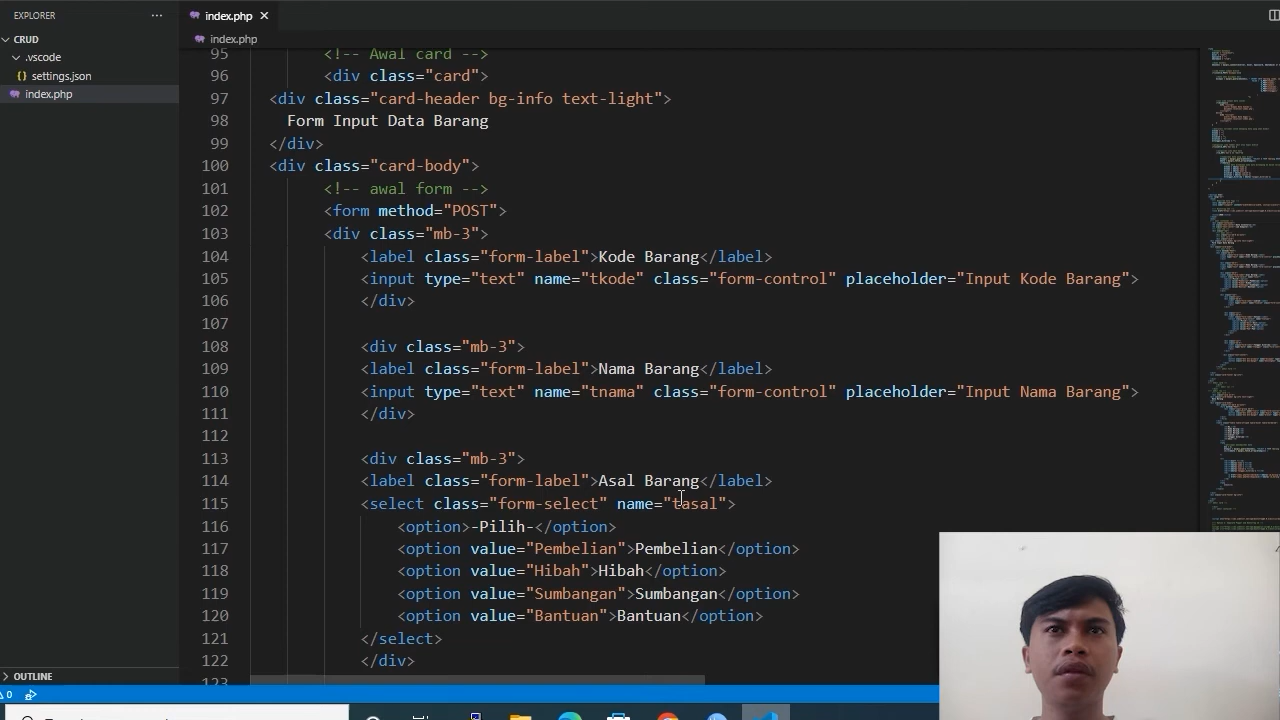 EXPLORER
···
index.php
CRUD
.vscode
settings.json
index.php
index.php
95 <!-- Awal card -->
96 <div class="card">
97 <div class="card-header bg-info text-light">
98 Form Input Data Barang
99 </div>
100 <div class="card-body">
101 <!-- awal form -->
102 <form method="POST">
103 <div class="mb-3">
104 <label class="form-label">Kode Barang</label>
105 <input type="text" name="tkode" class="form-control" placeholder="Input Kode Barang">
106 </div>
107
108 <div class="mb-3">
109 <label class="form-label">Nama Barang</label>
110 <input type="text" name="tnama" class="form-control" placeholder="Input Nama Barang">
111 </div>
112
113 <div class="mb-3">
114 <label class="form-label">Asal Barang</label>
115 <select class="form-select" name="tasal">
116 <option>-Pilih-</option>
117 <option value="Pembelian">Pembelian</option>
118 <option value="Hibah">Hibah</option>
119 <option value="Sumbangan">Sumbangan</option>
120 <option value="Bantuan">Bantuan</option>
121 </select>
122 </div>
123
OUTLINE
0